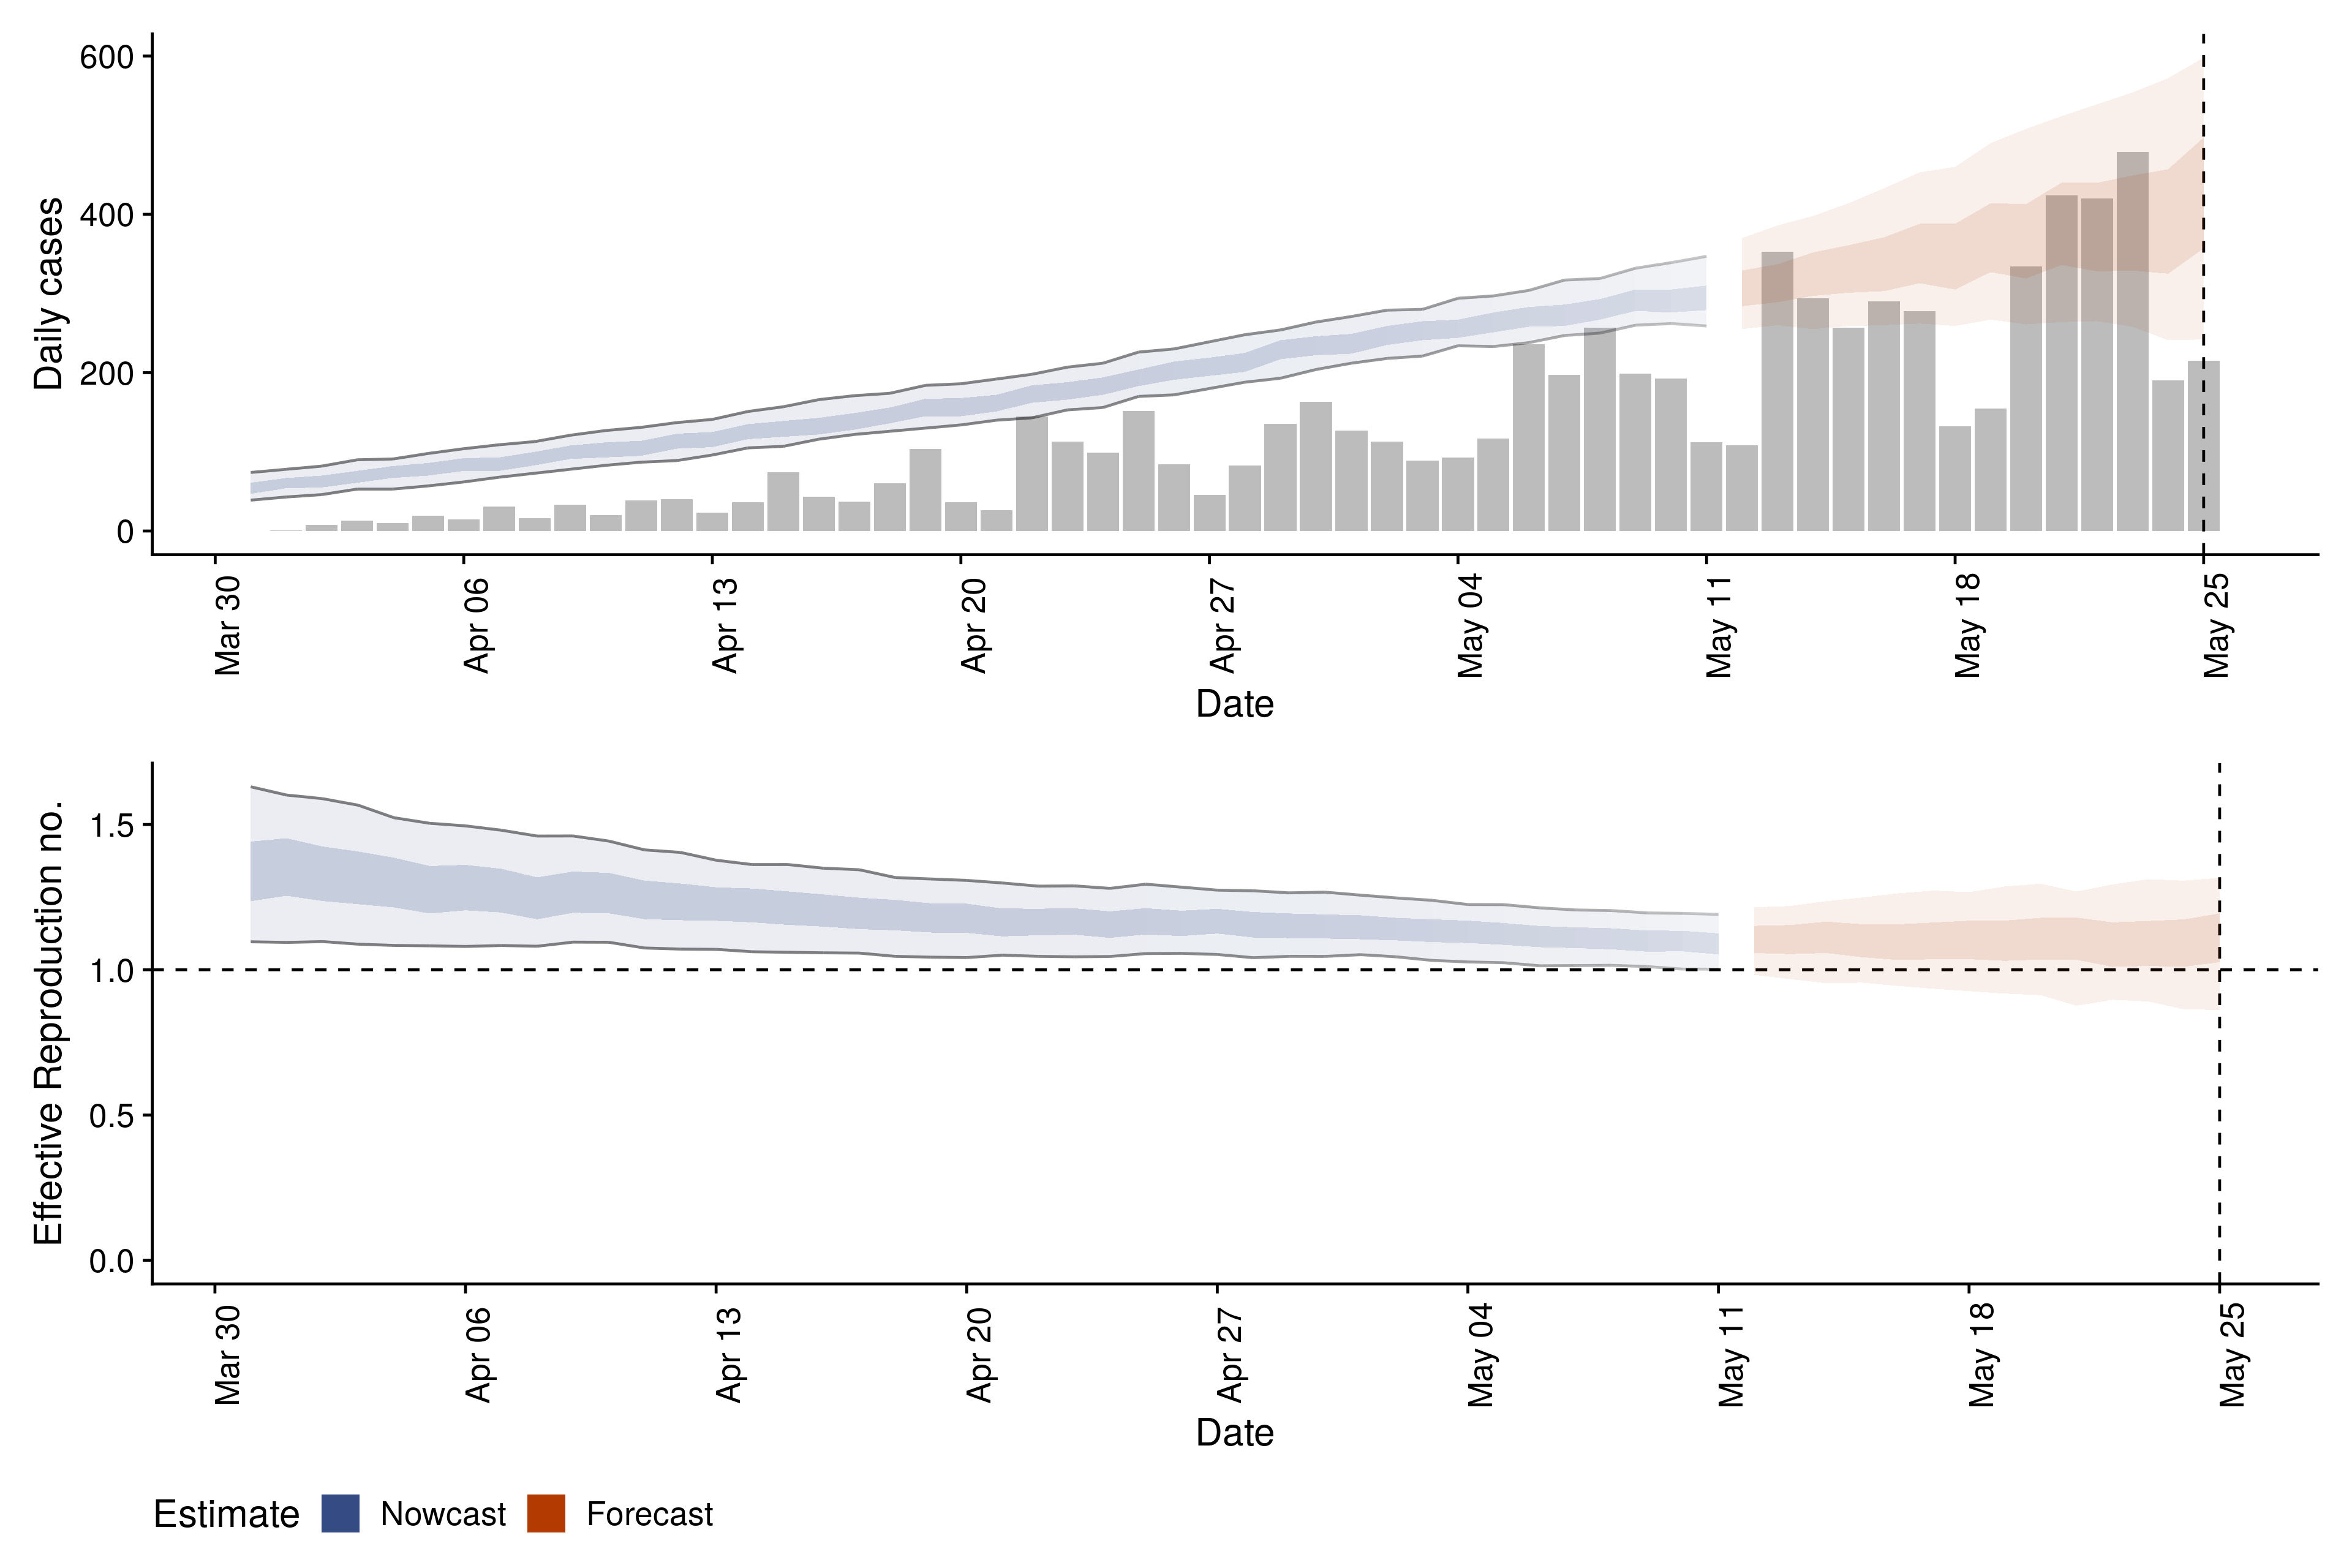 Daily cases
600
400
200
0
Mar 30
Apr 06
Apr 13
Apr 20
Apr 27
May 04
May 11
May 18
May 25
Date
Effective Reproduction no.
1.5
1.0
0.5
0.0
Mar 30
Apr 06
Apr 13
Apr 20
Apr 27
May 04
May 11
May 18
May 25
Date
Estimate Nowcast Forecast